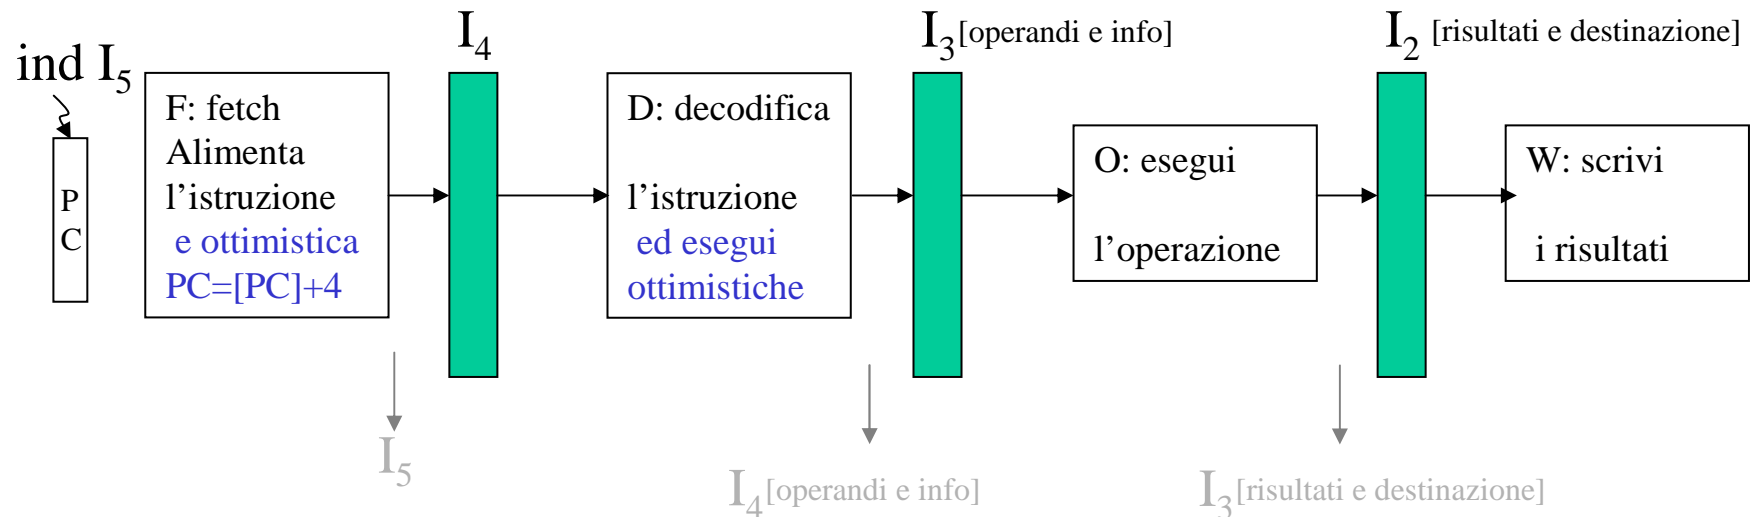 ind I5
P
C
F: fetch
Alimenta
l’istruzione
e ottimistica
PC=[PC]+4
I4
D: decodifica
l’istruzione
ed esegui
ottimistiche
I3 [operandi e info]
O: esegui
l’operazione
I2 [risultati e destinazione]
W: scrivi
i risultati
I5
I4 [operandi e info]
I3 [risultati e destinazione]